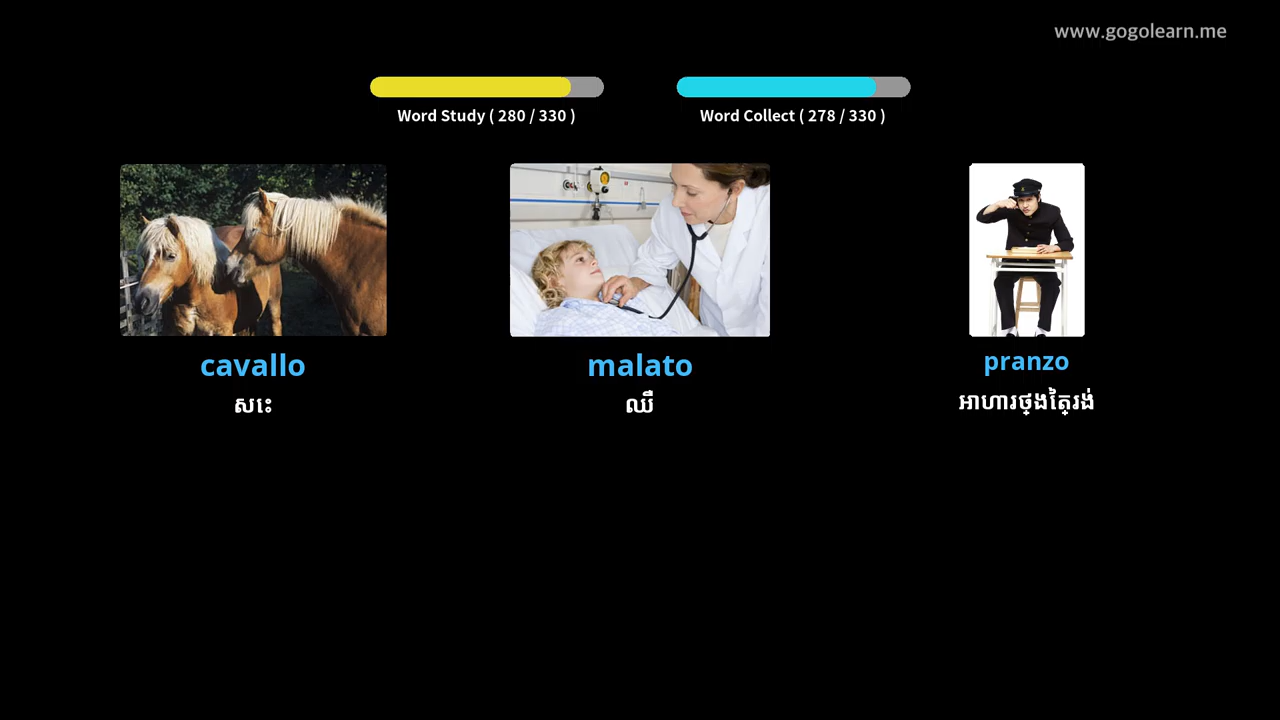 www.gogolearn.me
Word Study ( 280 / 330 )
Word Collect ( 278 / 330 )
cavallo
malato
pranzo
សេះ
ឈឺ
អាហារថ្ងៃត្រង់